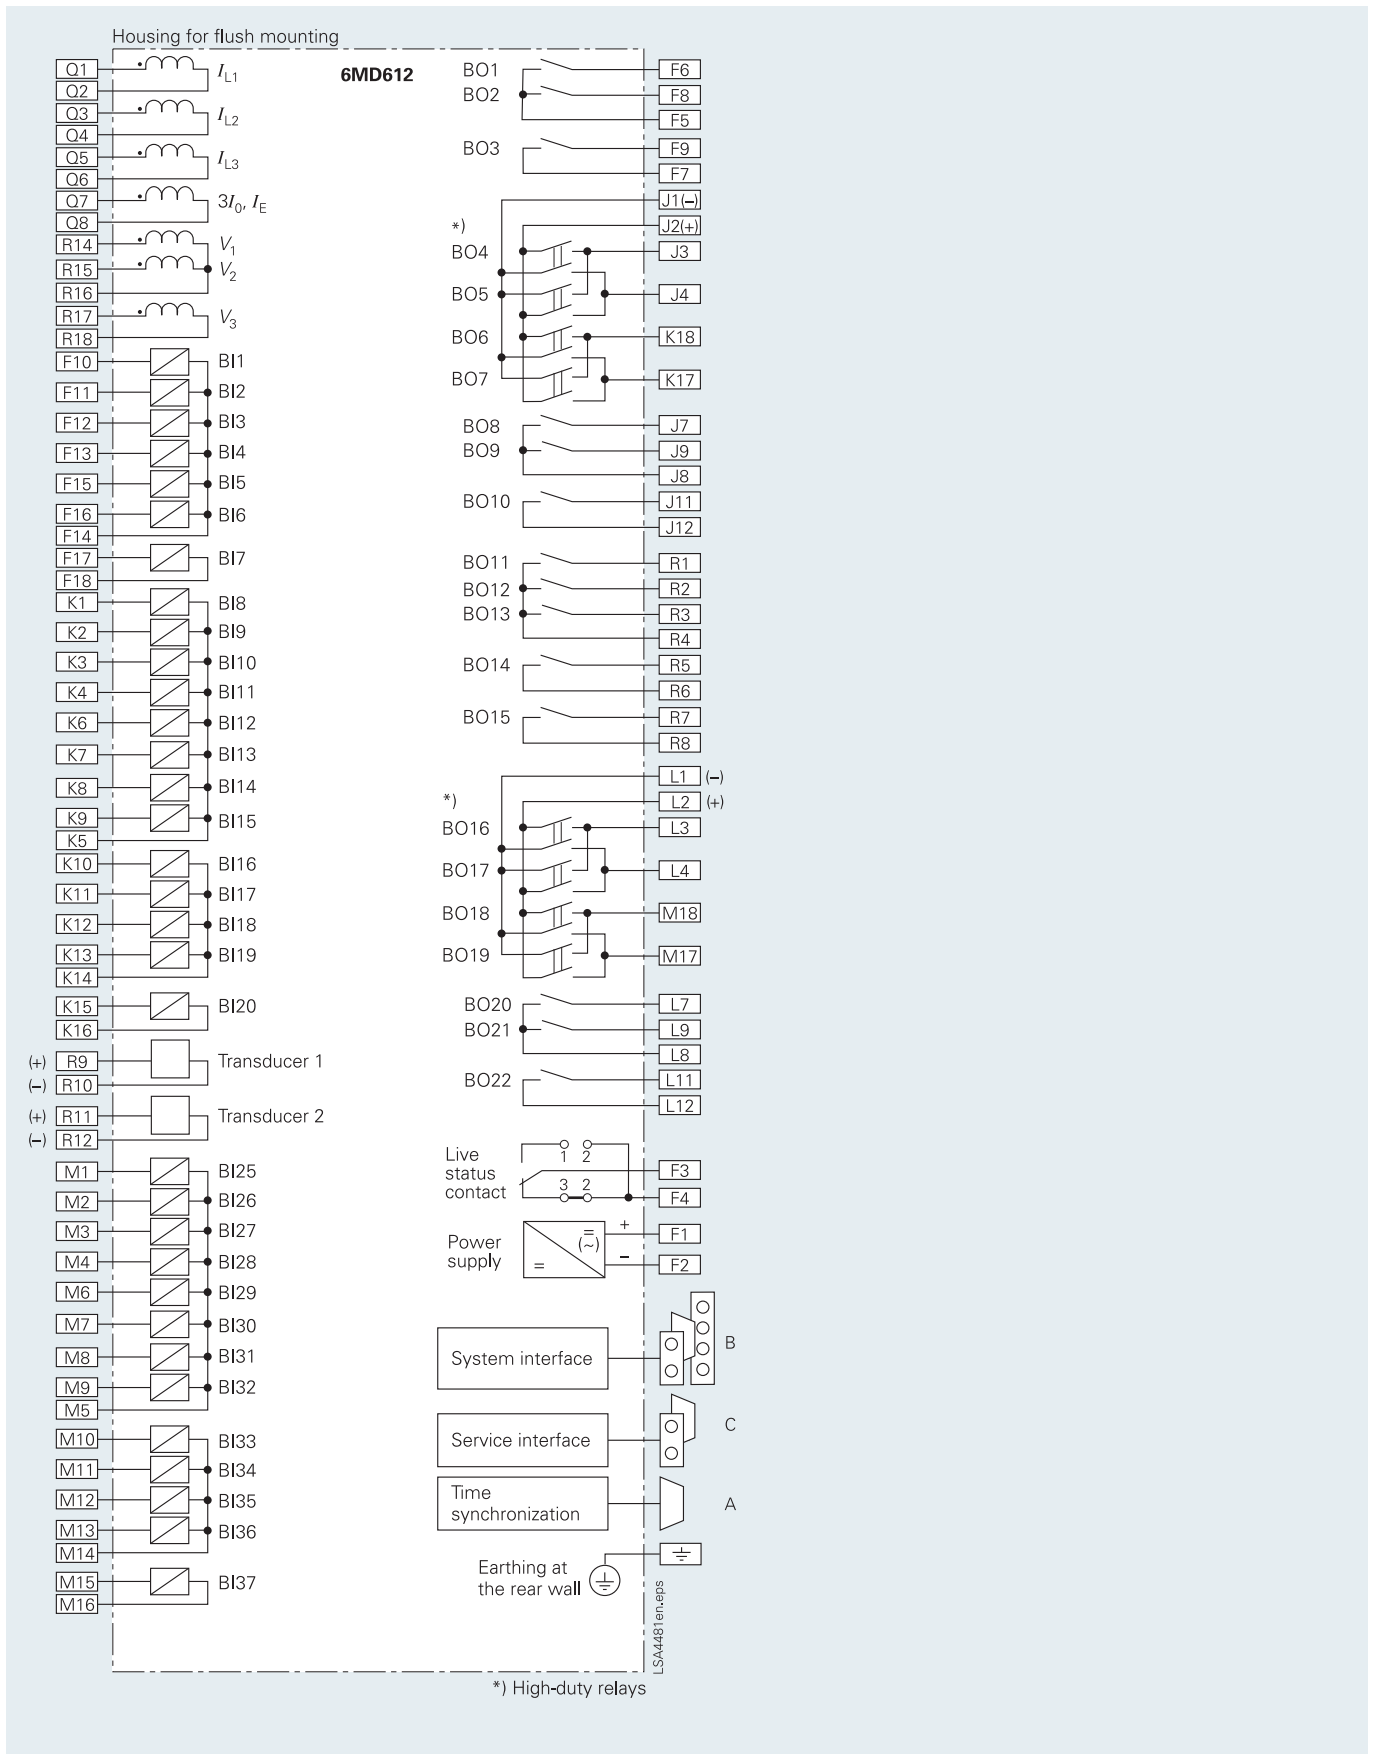 Housing for flush mounting
6MD612
Q1
Q2
I L1
Q3
Q4
I L2
Q5
Q6
I L3
Q7
Q8
3I0, IE
R14
V1
R15
V2
R16
R17
V3
R18
F10 BI1
F11 BI2
F12 BI3
F13 BI4
F15 BI5
F16 BI6
F14
F17 BI7
F18
K1 BI8
K2 BI9
K3 BI10
K4 BI11
K6 BI12
K7 BI13
K8 BI14
K9 BI15
K5
K10 BI16
K11 BI17
K12 BI18
K13 BI19
K14
K15 BI20
K16
(+) R9 Transducer 1
(–) R10
(+) R11 Transducer 2
(–) R12
M1 BI25
M2 BI26
M3 BI27
M4 BI28
M6 BI29
M7 BI30
M8 BI31
M9 BI32
M5
M10 BI33
M11 BI34
M12 BI35
M13 BI36
M14
M15 BI37
M16
BO1 F6
BO2 F8
F5
BO3 F9
F7
J1(–)
*) J2(+)
BO4 J3
BO5 J4
BO6 K18
BO7 K17
BO8 J7
BO9 J9
J8
BO10 J11
J12
BO11 R1
BO12 R2
BO13 R3
R4
BO14 R5
R6
BO15 R7
R8
L1 (–)
*) L2 (+)
BO16 L3
BO17 L4
BO18 M18
BO19 M17
BO20 L7
BO21 L9
L8
BO22 L11
L12
Live
status
contact
1 2
3 2
F3
F4
Power
supply
=
(~)
=
+ F1
– F2
System interface B
Service interface C
Time
synchronization
A
Earthing at
the rear wall
LSA4481en.eps
*) High-duty relays